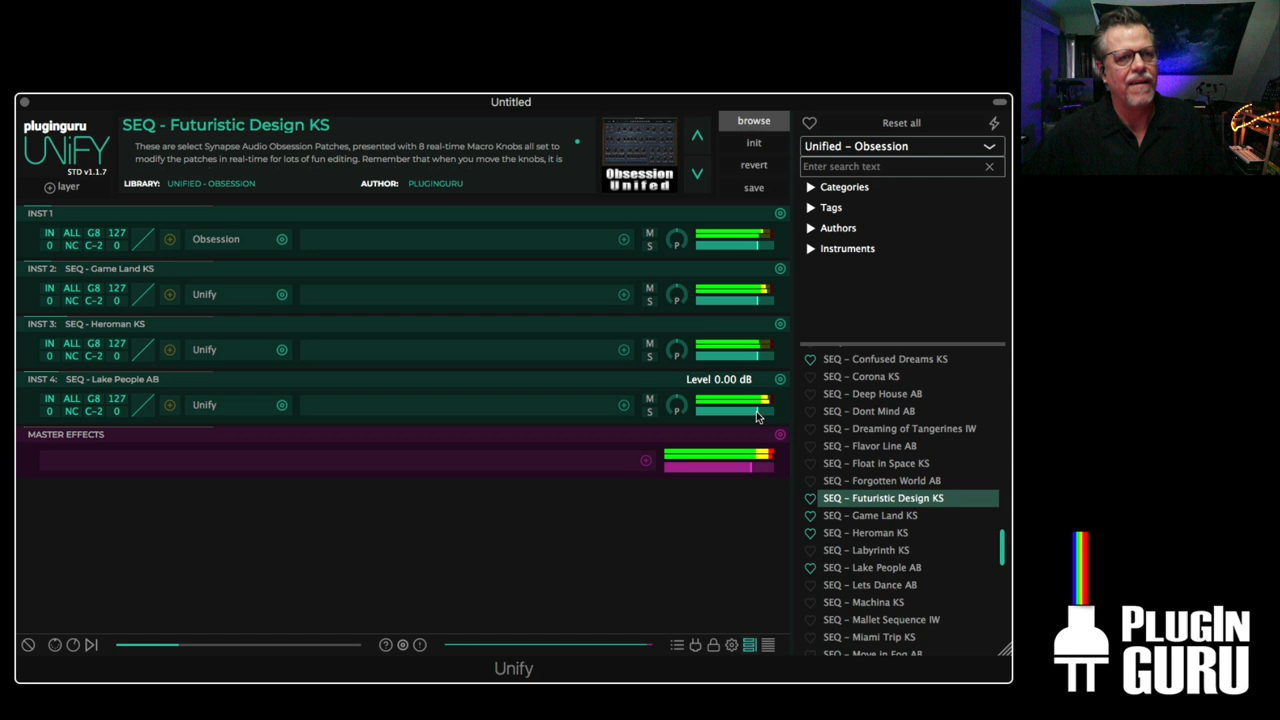 Untitled
pluginguru
UNiFY
STD v1.1.7
layer
SEQ - Futuristic Design KS
These are select Synapse Audio Obsession Patches, presented with 8 real-time Macro Knobs all set to
modify the patches in real-time for lots of fun editing. Remember that when you move the knobs, it is
LIBRARY: UNIFIED - OBSESSION AUTHOR: PLUGINGURU
Obsession
United
browse
init
revert
save
Reset all
Unified – Obsession
Enter search text
Categories
Tags
Authors
Instruments
INST 1
IN ALL G8 127
0 NC C-2 0
Obsession
M
S
P
INST 2: SEQ - Game Land KS
IN ALL G8 127
0 NC C-2 0
Unify
M
S
P
INST 3: SEQ - Heroman KS
IN ALL G8 127
0 NC C-2 0
Unify
M
S
P
INST 4: SEQ - Lake People AB
Level 0.00 dB
IN ALL G8 127
0 NC C-2 0
Unify
M
S
P
MASTER EFFECTS
SEQ – Confused Dreams KS
SEQ – Corona KS
SEQ – Deep House AB
SEQ – Dont Mind AB
SEQ – Dreaming of Tangerines IW
SEQ – Flavor Line AB
SEQ – Float in Space KS
SEQ – Forgotten World AB
SEQ – Futuristic Design KS
SEQ – Game Land KS
SEQ – Heroman KS
SEQ – Labyrinth KS
SEQ – Lake People AB
SEQ – Lets Dance AB
SEQ – Machina KS
SEQ – Mallet Sequence IW
SEQ – Miami Trip KS
SEQ – Move in Fog AB
Unify
PLUGIN
GURU